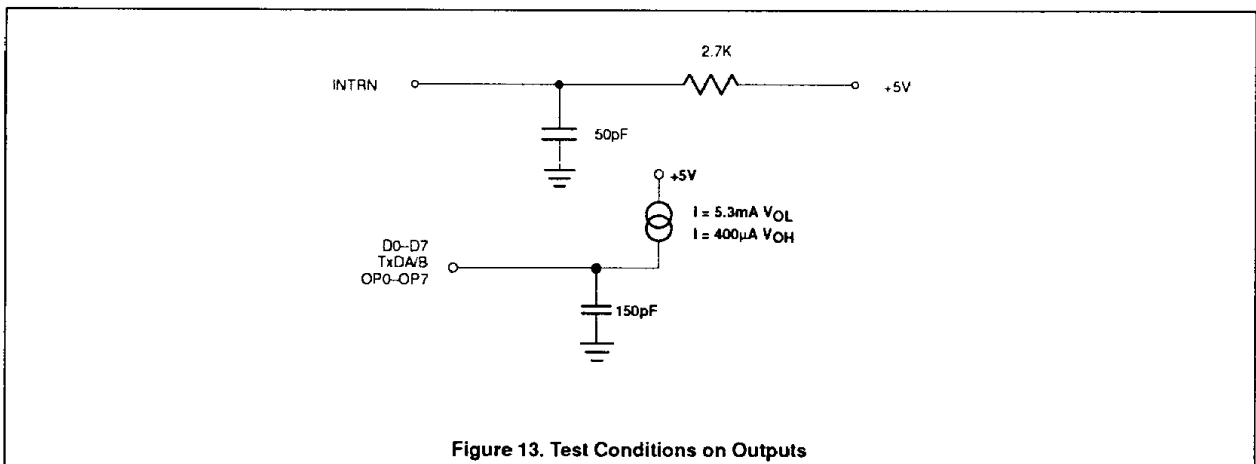 2.7K
INTRN
+5V
50pF
+5V
I = 5.3mA VOL
I = 400μA VOH
D0–D7
TxDA/B
OP0–OP7
150pF
Figure 13. Test Conditions on Outputs